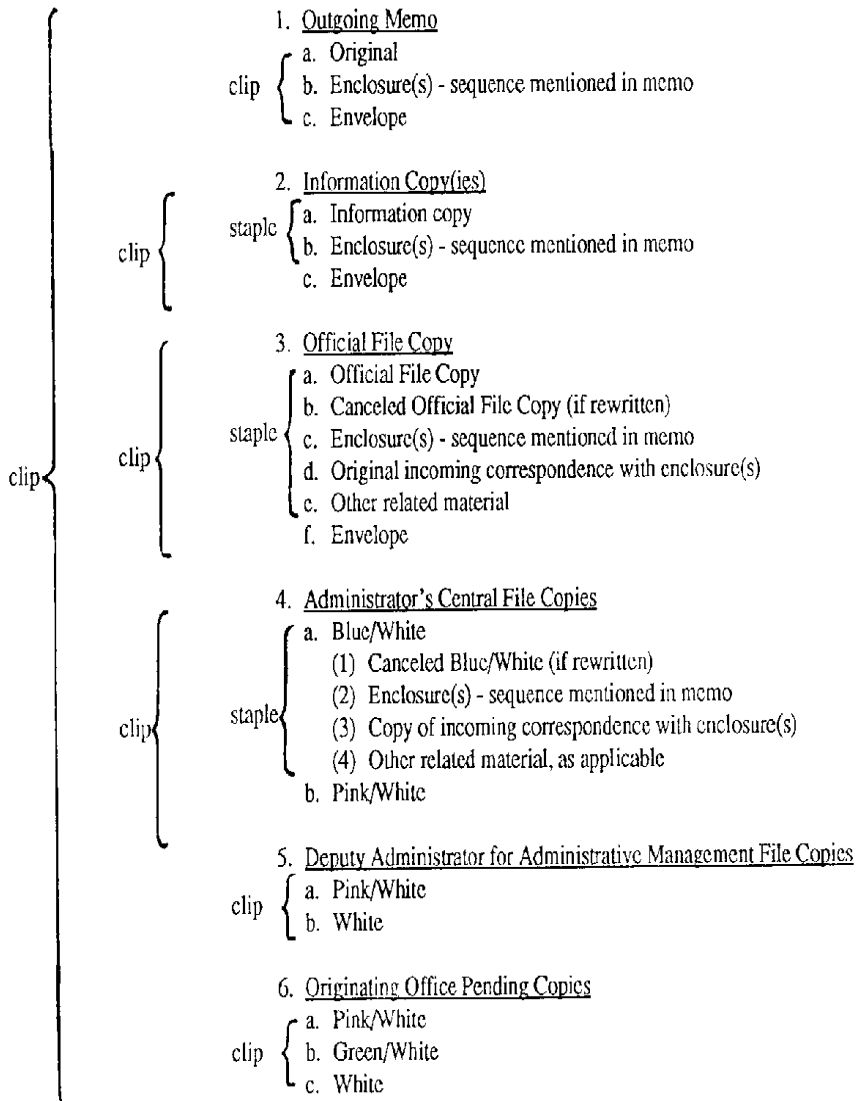 1. Outgoing Memo
a. Original
clip b. Enclosure(s) - sequence mentioned in memo
c. Envelope
2. Information Copy(ies)
staple a. Information copy
clip b. Enclosure(s) - sequence mentioned in memo
c. Envelope
3. Official File Copy
a. Official File Copy
b. Canceled Official File Copy (if rewritten)
clip clip staple c. Enclosure(s) - sequence mentioned in memo
d. Original incoming correspondence with enclosure(s)
e. Other related material
f. Envelope
4. Administrator's Central File Copies
a. Blue/White
(1) Canceled Blue/White (if rewritten)
(2) Enclosure(s) - sequence mentioned in memo
clip staple (3) Copy of incoming correspondence with enclosure(s)
(4) Other related material, as applicable
b. Pink/White
5. Deputy Administrator for Administrative Management File Copies
clip a. Pink/White
b. White
6. Originating Office Pending Copies
a. Pink/White
clip b. Green/White
c. White